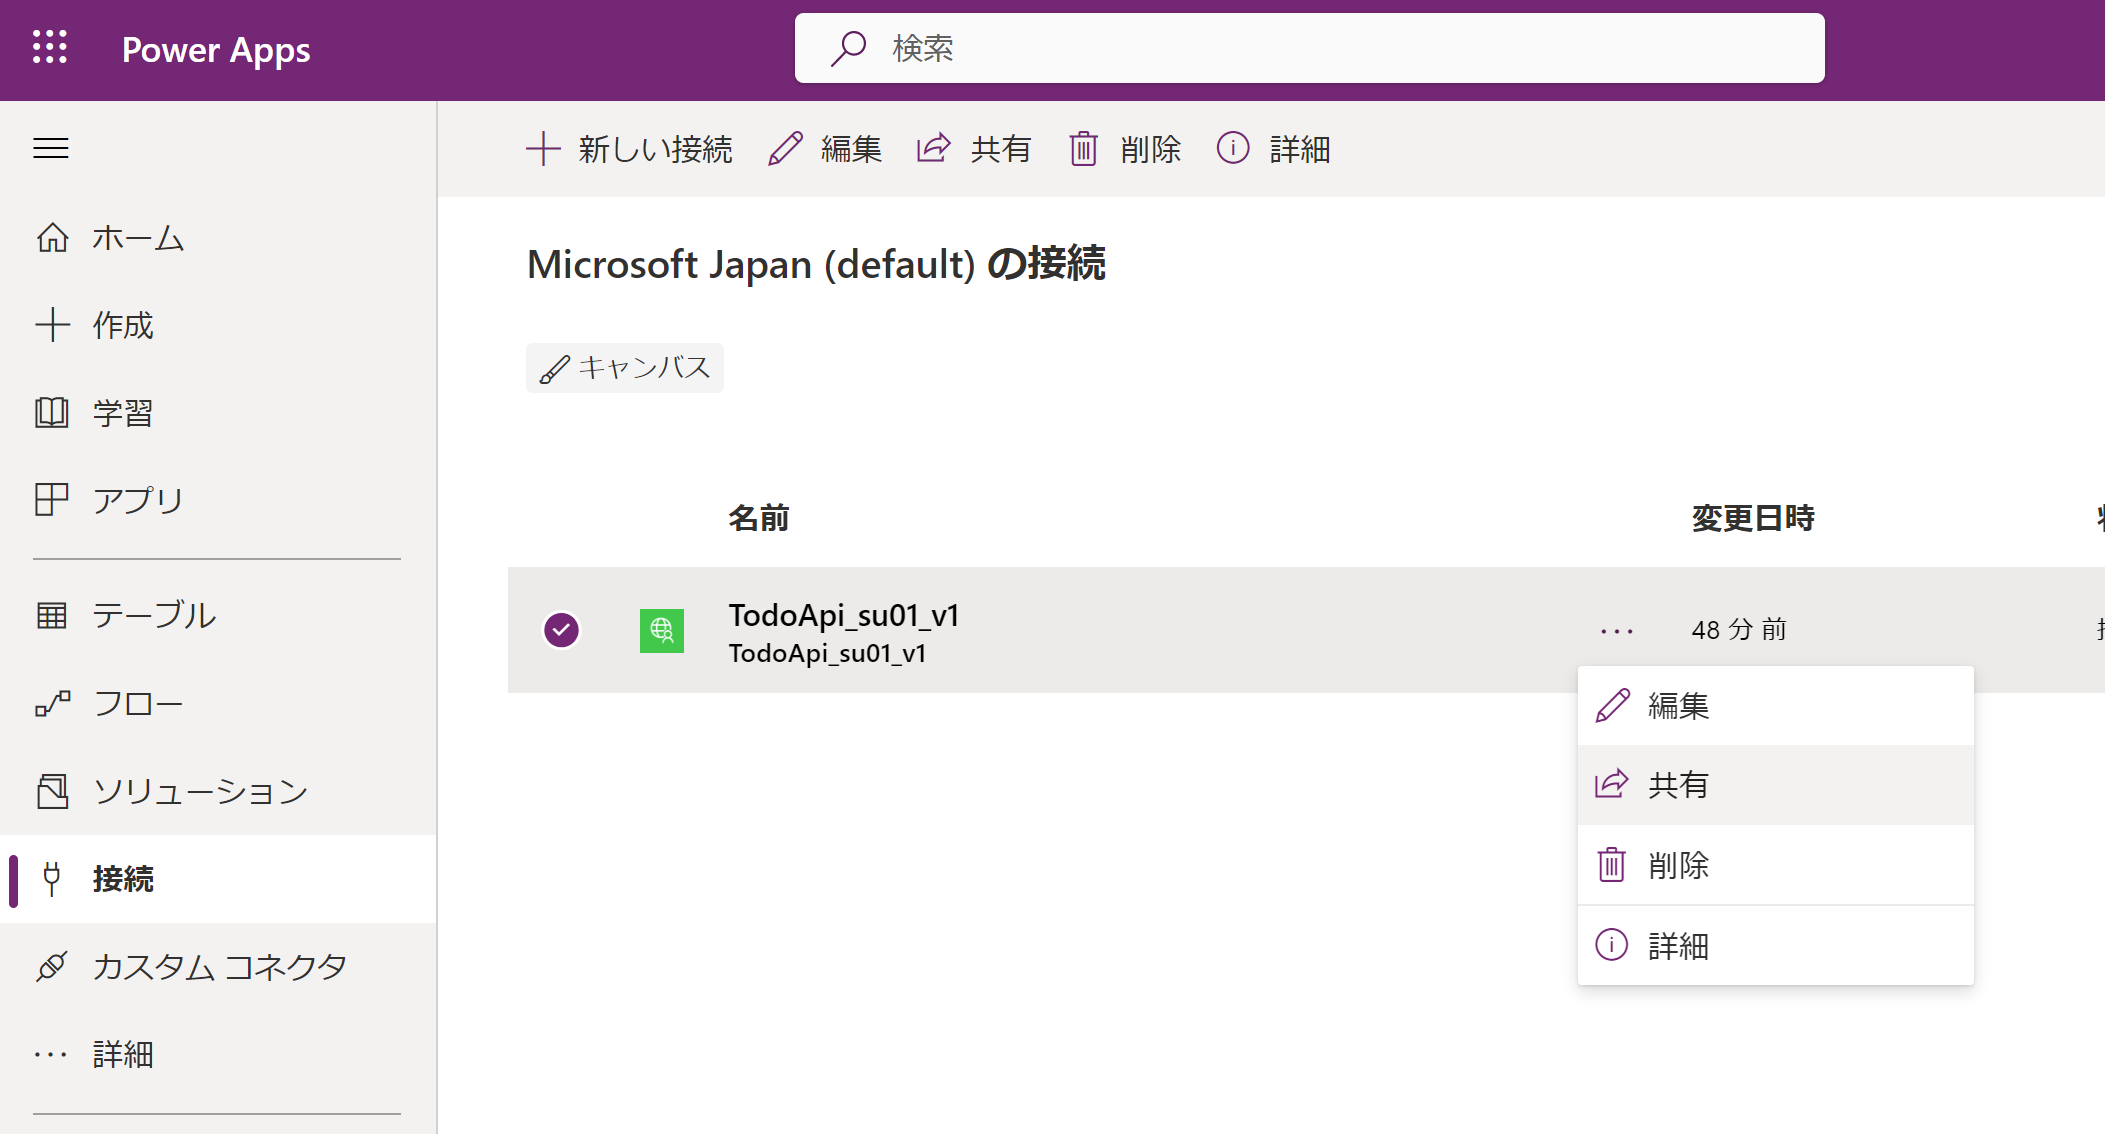 Power Apps
検索
新しい接続 編集 共有 削除 詳細
ホーム
作成
学習
アプリ
テーブル
フロー
ソリューション
接続
カスタム コネクタ
詳細
Microsoft Japan (default) の接続
キャンバス
名前 変更日時
TodoApi_su01_v1
TodoApi_su01_v1
48 分 前
編集
共有
削除
詳細